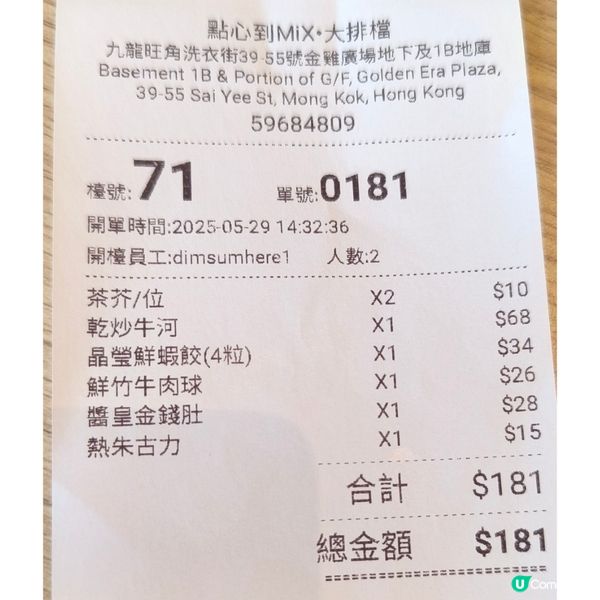 點心到MiX•大排檔
九龍旺角洗衣街39-55號金雞廣場地下及1B地庫
Basement 1B & Portion of G/F, Golden Era Plaza,
39-55 Sai Yee St, Mong Kok, Hong Kong
59684809
檯號:71 單號:0181
開單時間:2025-05-29 14:32:36
開檯員工:dimsumhere1 人數:2
茶芥/位 X2 $10
乾炒牛河 X1 $68
晶瑩鮮蝦餃(4粒) X1 $34
鮮竹牛肉球 X1 $26
醬皇金錢肚 X1 $28
熱朱古力 X1 $15
合計 $181
總金額 $181
U Com